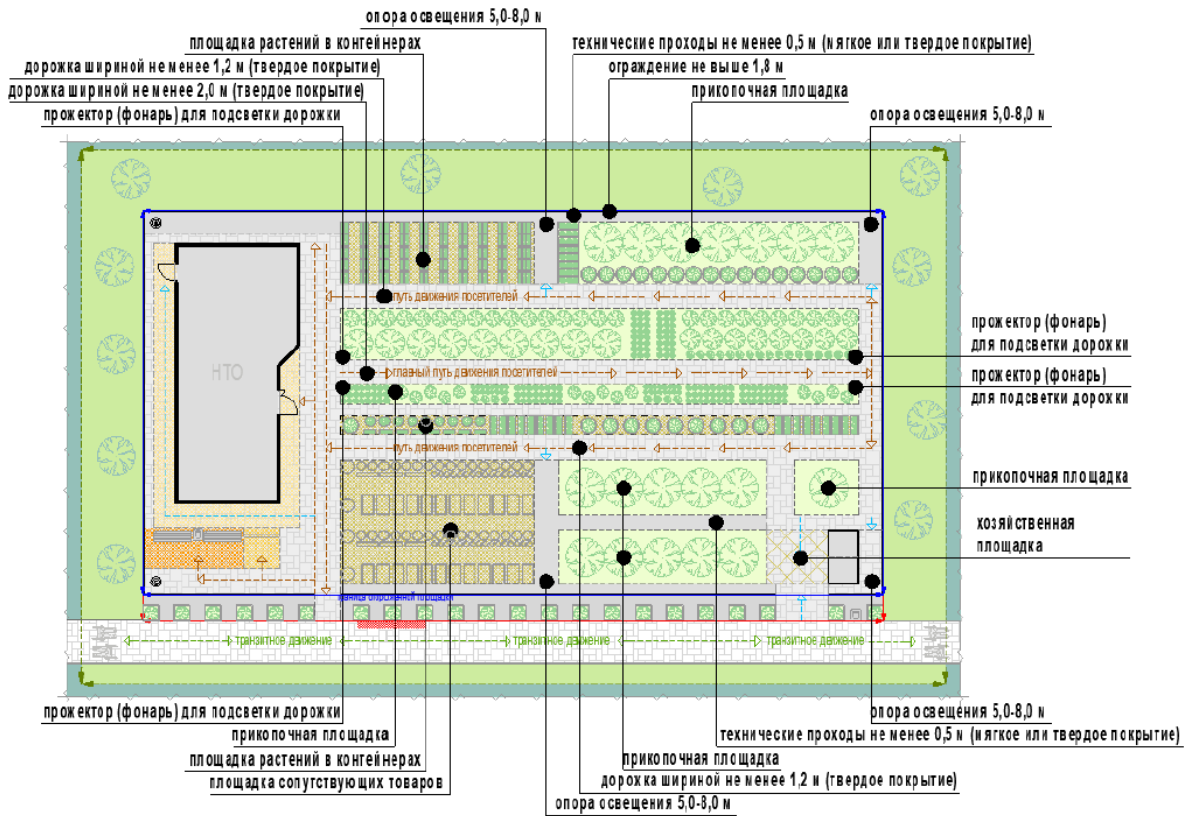 опора освещения 5,0-8,0 м
площадка растений в контейнерах
технические проходы не менее 0,5 м (мягкое или твердое покрытие)
дорожка шириной не менее 1,2 м (твердое покрытие)
ограждение не выше 1,8 м
дорожка шириной не менее 2,0 м (твердое покрытие)
прикопочная площадка
прожектор (фонарь) для подсветки дорожки
опора освещения 5,0-8,0 м
путь движения посетителей
прожектор (фонарь)
для подсветки дорожки
НТО
главный путь движения посетителей
прожектор (фонарь)
для подсветки дорожки
путь движения посетителей
прикопочная площадка
хозяйственная
площадка
граница огороженной площадки
транзитное движение
транзитное движение
транзитное движение
прожектор (фонарь) для подсветки дорожки
опора освещения 5,0-8,0 м
прикопочная площадка
технические проходы не менее 0,5 м (мягкое или твердое покрытие)
площадка растений в контейнерах
прикопочная площадка
площадка сопутствующих товаров
дорожка шириной не менее 1,2 м (твердое покрытие)
опора освещения 5,0-8,0 м